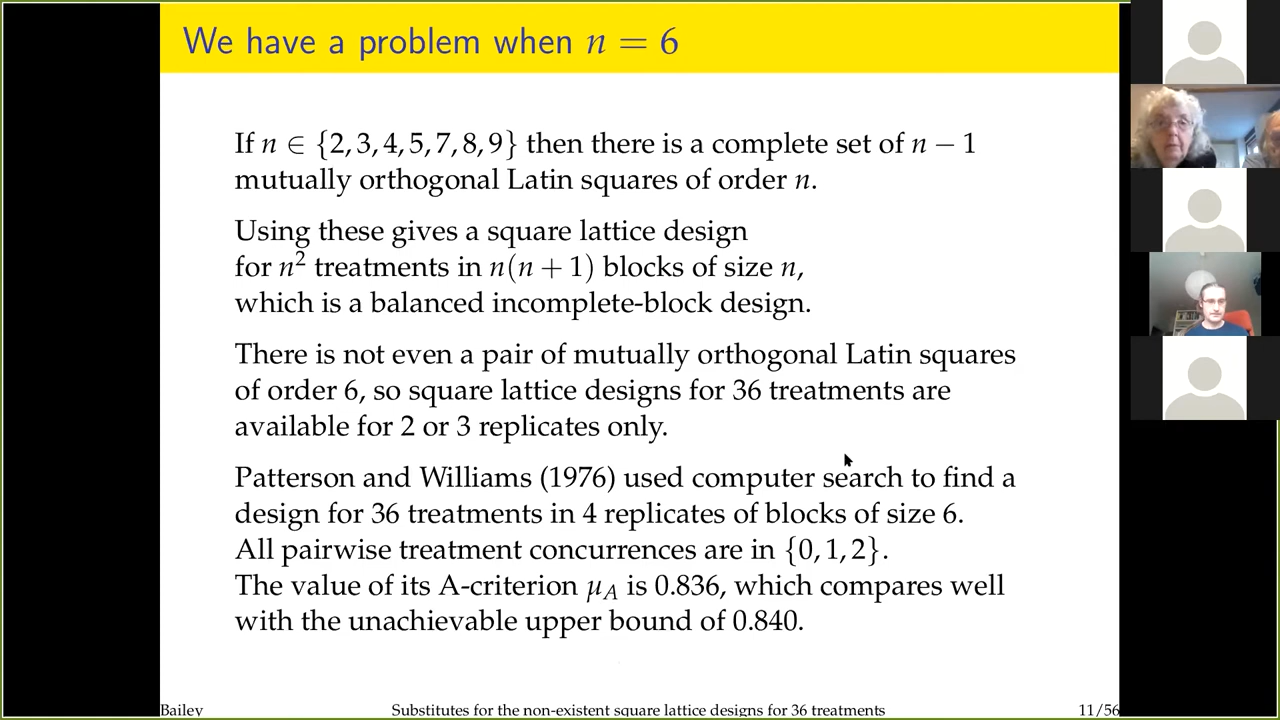 We have a problem when n = 6
If n ∈ {2, 3, 4, 5, 7, 8, 9} then there is a complete set of n − 1
mutually orthogonal Latin squares of order n.
Using these gives a square lattice design
for n² treatments in n(n + 1) blocks of size n,
which is a balanced incomplete-block design.
There is not even a pair of mutually orthogonal Latin squares
of order 6, so square lattice designs for 36 treatments are
available for 2 or 3 replicates only.
Patterson and Williams (1976) used computer search to find a
design for 36 treatments in 4 replicates of blocks of size 6.
All pairwise treatment concurrences are in {0, 1, 2}.
The value of its A-criterion μ_A is 0.836, which compares well
with the unachievable upper bound of 0.840.
Bailey Substitutes for the non-existent square lattice designs for 36 treatments 11/56